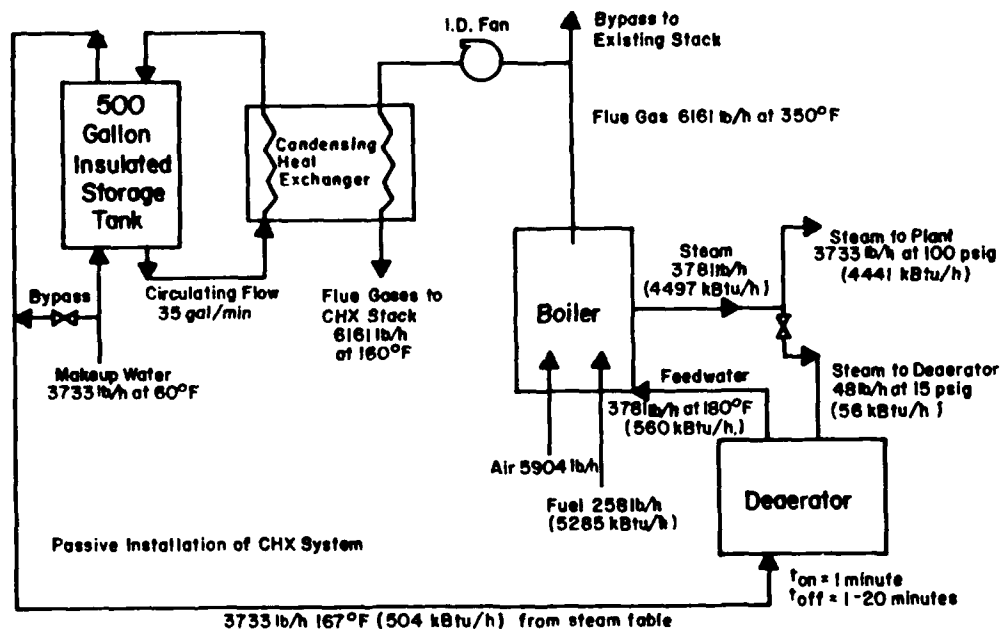 I.D. Fan
Bypass to
Existing Stack
500
Gallon
Insulated
Storage
Tank
Condensing
Heat
Exchanger
Flue Gas 6161 lb/h at 350°F
Bypass
Circulating Flow
35 gal/min
Flue Gases to
CHX Stack
6161 lb/h
at 160°F
Makeup Water
3733 lb/h at 60°F
Boiler
Steam
3781 lb/h
(4497 kBtu/h)
Steam to Plant
3733 lb/h at 100 psig
(4441 kBtu/h)
Steam to Deaerator
48 lb/h at 15 psig
(56 kBtu/h)
Feedwater
3781 lb/h at 180°F
(560 kBtu/h.)
Air 5904 lb/h
Fuel 258 lb/h
(5285 kBtu/h)
Deaerator
Passive Installation of CHX System
ton = 1 minute
toff = 1-20 minutes
3733 lb/h 167°F (504 kBtu/h) from steam table